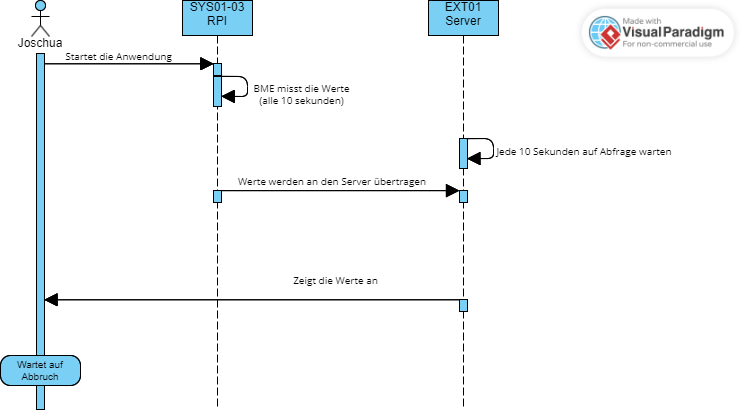 SYS01-03
RPI
EXT01
Server
Made with
VisualParadigm
For non-commercial use
Joschua
Startet die Anwendung
BME misst die Werte
(alle 10 sekunden)
Jede 10 Sekunden auf Abfrage warten
Werte werden an den Server übertragen
Zeigt die Werte an
Wartet auf
Abbruch